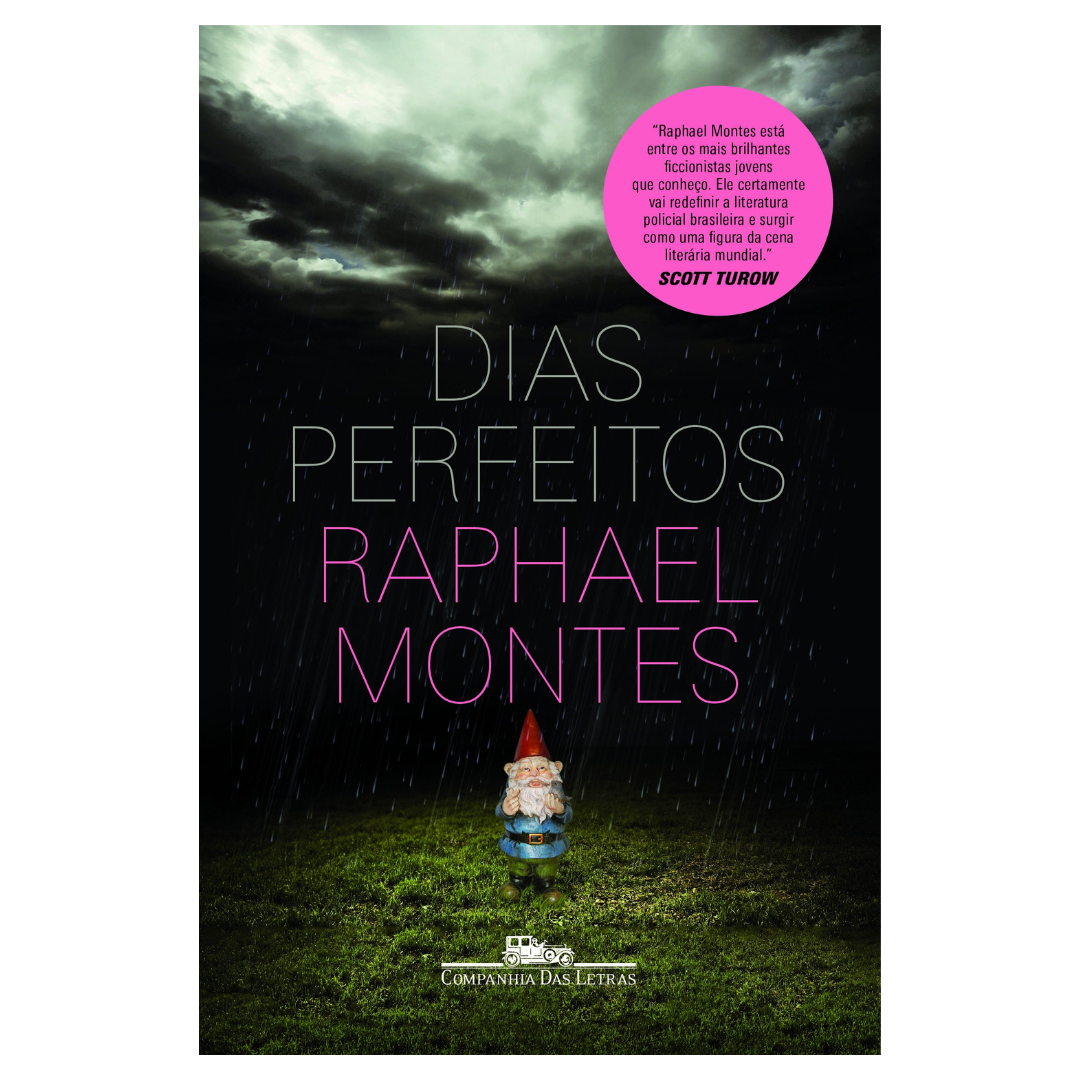 “Raphael Montes está
entre os mais brilhantes
ficcionistas jovens
que conheço. Ele certamente
vai redefinir a literatura
policial brasileira e surgir
como uma figura da cena
literária mundial.”
SCOTT TUROW
DIAS
PERFEITOS
RAPHAEL
MONTES
COMPANHIA DAS LETRAS